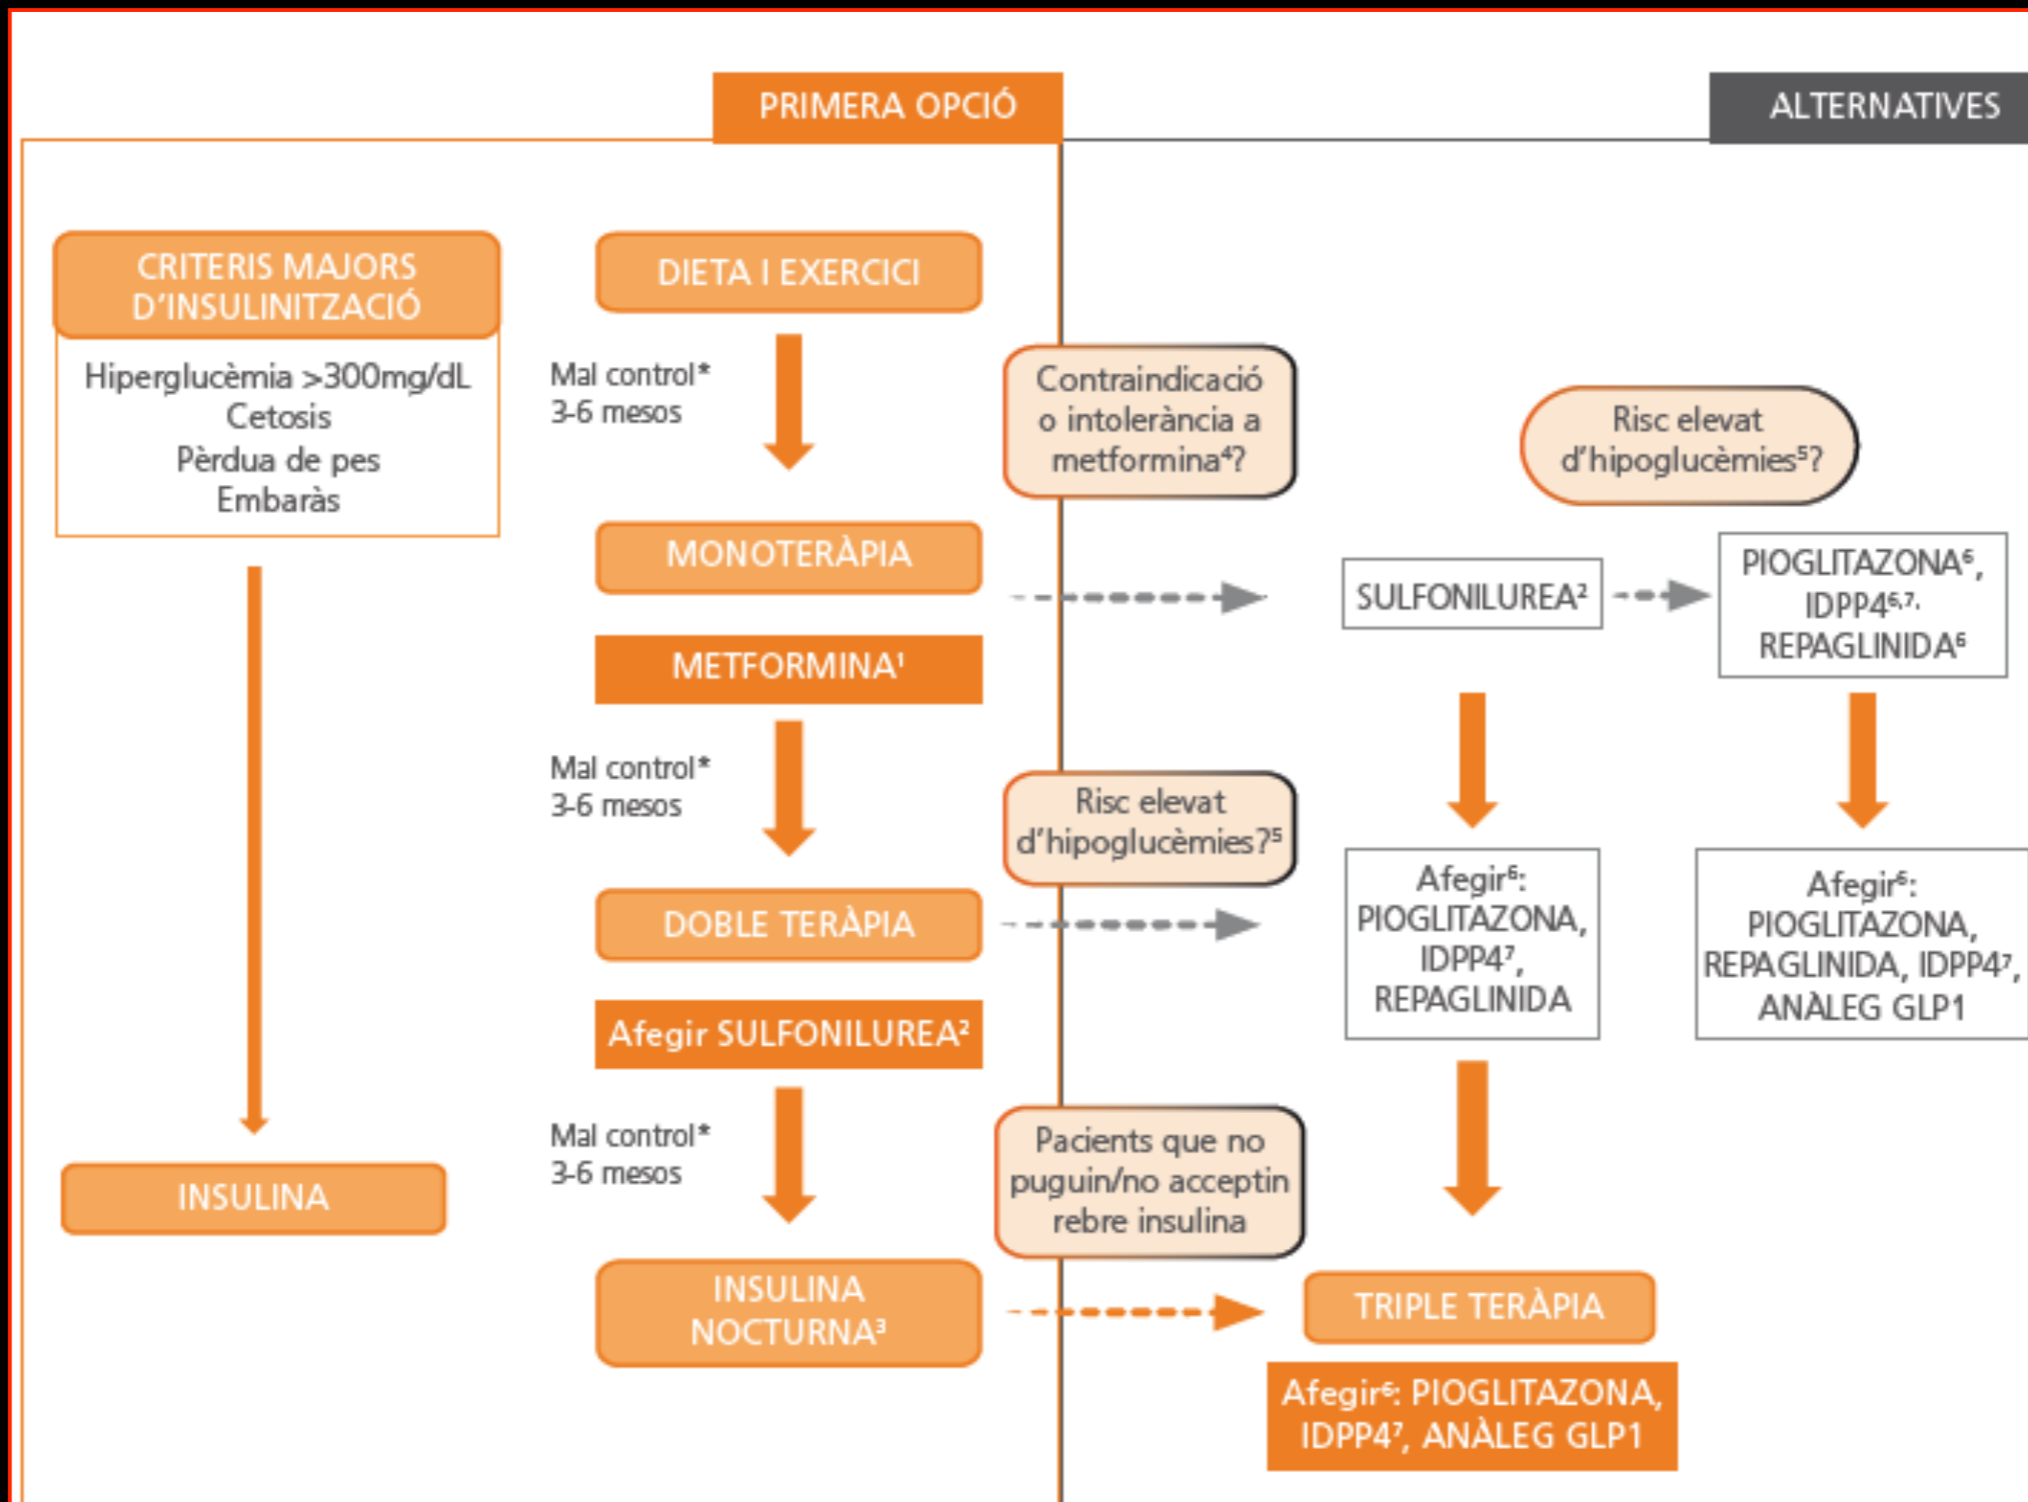 PRIMERA OPCIÓ
ALTERNATIVES
CRITERIS MAJORS
D'INSULINITZACIÓ
Hiperglucèmia >300mg/dL
Cetosis
Pèrdua de pes
Embaràs
INSULINA
DIETA I EXERCICI
Mal control*
3-6 mesos
MONOTERÀPIA
METFORMINA¹
Mal control*
3-6 mesos
DOBLE TERÀPIA
Afegir SULFONILUREA²
Mal control*
3-6 mesos
INSULINA
NOCTURNA³
Contraindicació
o intolerància a
metformina⁴?
Risc elevat
d'hipoglucèmies?⁵
Pacients que no
puguin/no acceptin
rebre insulina
Risc elevat
d'hipoglucèmies⁵?
SULFONILUREA²
PIOGLITAZONA⁶,
IDPP4⁶,⁷,
REPAGLINIDA⁶
Afegir⁶:
PIOGLITAZONA,
IDPP4⁷,
REPAGLINIDA
Afegir⁶:
PIOGLITAZONA,
REPAGLINIDA, IDPP4⁷,
ANÀLEG GLP1
TRIPLE TERÀPIA
Afegir⁶: PIOGLITAZONA,
IDPP4⁷, ANÀLEG GLP1